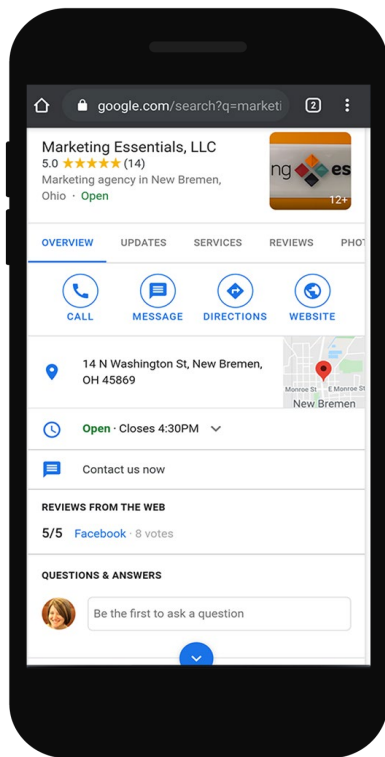 google.com/search?q=marketi
2
Marketing Essentials, LLC
5.0 ★★★★★ (14)
Marketing agency in New Bremen,
Ohio · Open
ng es
12+
OVERVIEW UPDATES SERVICES REVIEWS PHOT
CALL MESSAGE DIRECTIONS WEBSITE
14 N Washington St, New Bremen,
OH 45869
Monroe St E Monroe St
New Bremen
Open · Closes 4:30PM
Contact us now
REVIEWS FROM THE WEB
5/5 Facebook · 8 votes
QUESTIONS & ANSWERS
Be the first to ask a question